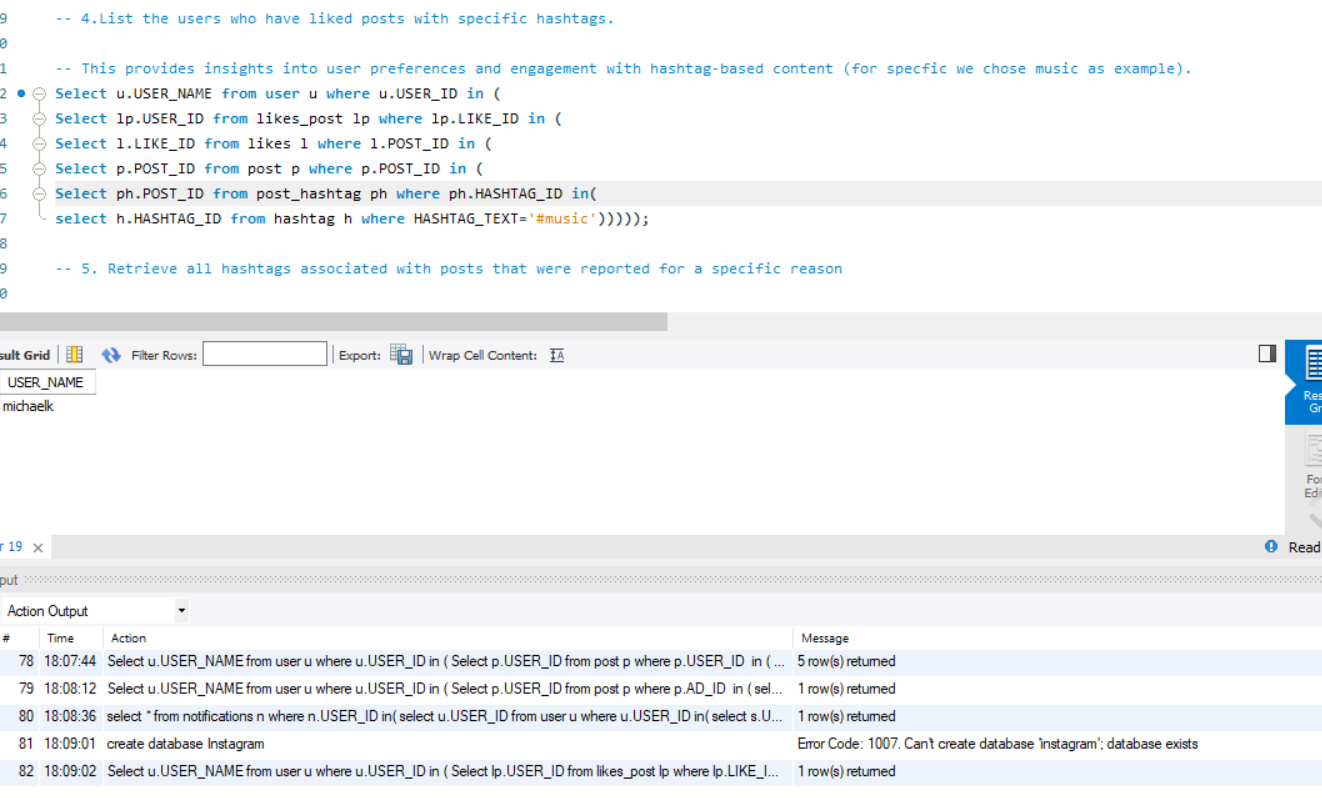 9 -- 4.List the users who have liked posts with specific hashtags.
0
1 -- This provides insights into user preferences and engagement with hashtag-based content (for specfic we chose music as example).
2 Select u.USER_NAME from user u where u.USER_ID in (
3 Select lp.USER_ID from likes_post lp where lp.LIKE_ID in (
4 Select l.LIKE_ID from likes l where l.POST_ID in (
5 Select p.POST_ID from post p where p.POST_ID in (
6 Select ph.POST_ID from post_hashtag ph where ph.HASHTAG_ID in(
7 select h.HASHTAG_ID from hashtag h where HASHTAG_TEXT='#music')))));
8
9 -- 5. Retrieve all hashtags associated with posts that were reported for a specific reason
0
sult Grid Filter Rows: Export: Wrap Cell Content: IA
USER_NAME
michaelk
Res
Gr
For
Edi
r 19 Read
put
Action Output
# Time Action Message
78 18:07:44 Select u.USER_NAME from user u where u.USER_ID in ( Select p.USER_ID from post p where p.USER_ID in ( ... 5 row(s) returned
79 18:08:12 Select u.USER_NAME from user u where u.USER_ID in ( Select p.USER_ID from post p where p.AD_ID in ( sel... 1 row(s) returned
80 18:08:36 select * from notifications n where n.USER_ID in( select u.USER_ID from user u where u.USER_ID in( select s.U... 1 row(s) returned
81 18:09:01 create database Instagram Error Code: 1007. Can't create database 'instagram'; database exists
82 18:09:02 Select u.USER_NAME from user u where u.USER_ID in ( Select lp.USER_ID from likes_post lp where lp.LIKE_I... 1 row(s) returned